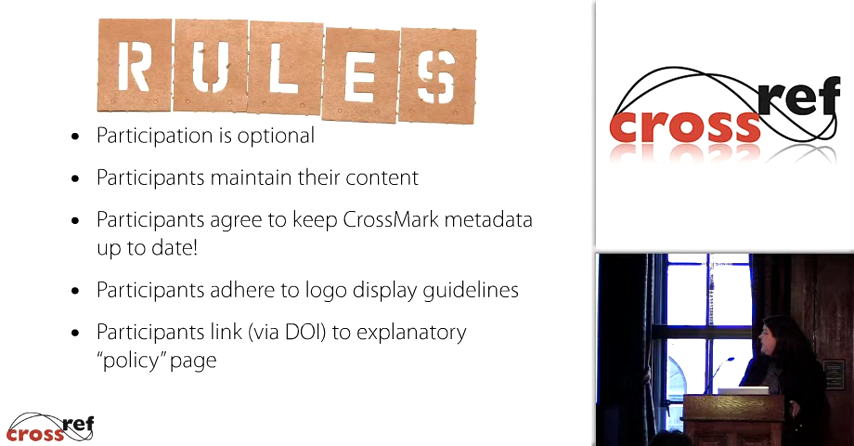 RULES
• Participation is optional
• Participants maintain their content
• Participants agree to keep CrossMark metadata
up to date!
• Participants adhere to logo display guidelines
• Participants link (via DOI) to explanatory
“policy” page
crossref
crossref